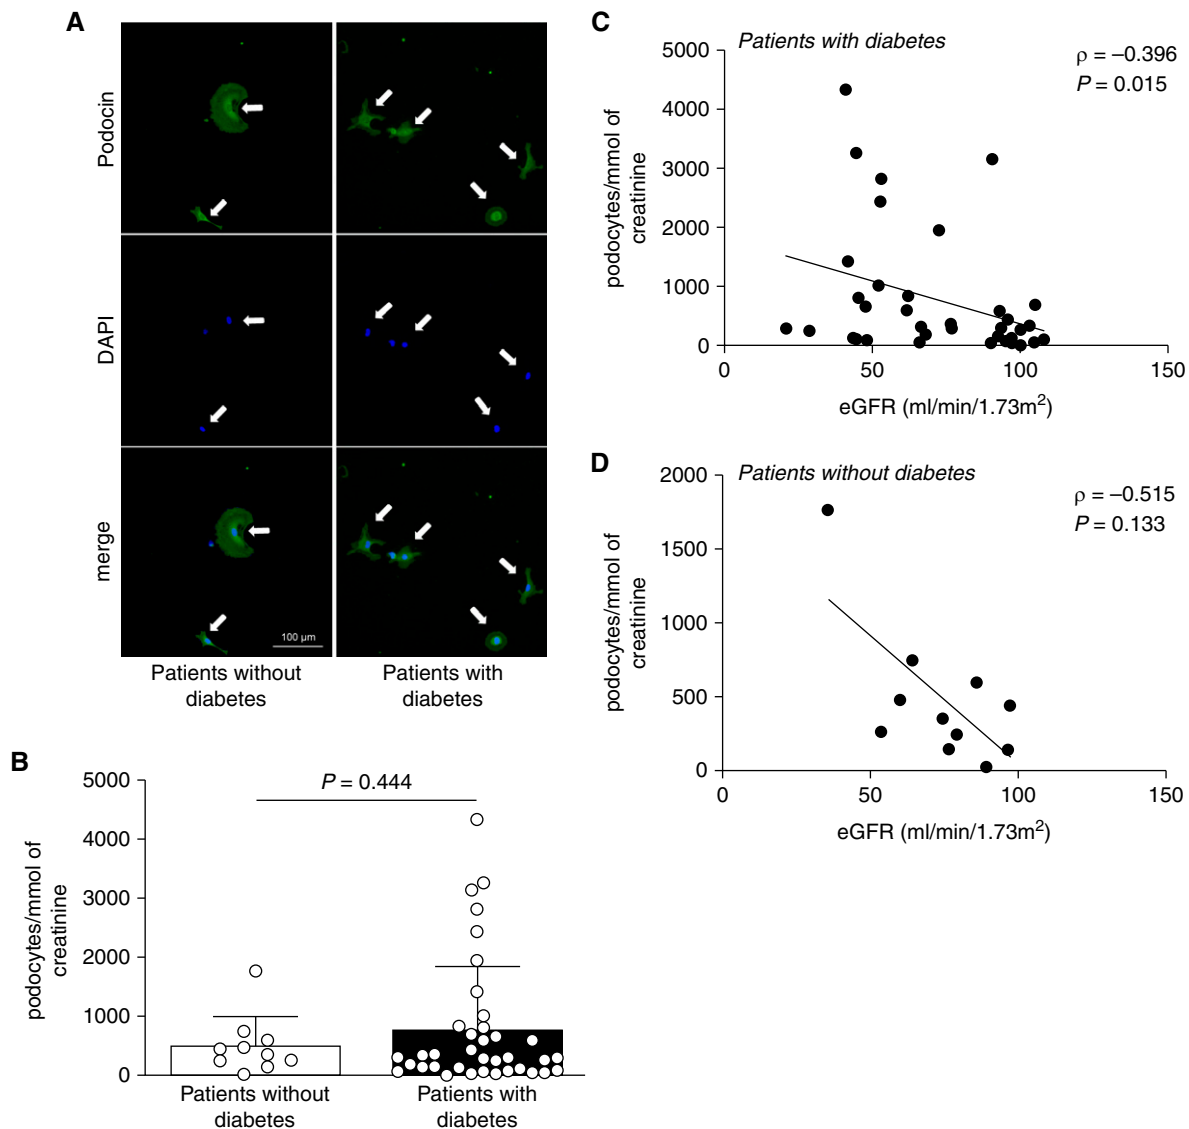 A
Podocin
DAPI
merge
100 µm
Patients without
diabetes
Patients with
diabetes
B
P = 0.444
5000
4000
3000
2000
1000
0
podocytes/mmol of
creatinine
Patients without
diabetes
Patients with
diabetes
C
Patients with diabetes
ρ = –0.396
P = 0.015
5000
4000
3000
2000
1000
0
podocytes/mmol of
creatinine
0
50
100
150
eGFR (ml/min/1.73m²)
D
Patients without diabetes
ρ = –0.515
P = 0.133
2000
1500
1000
500
0
podocytes/mmol of
creatinine
0
50
100
150
eGFR (ml/min/1.73m²)